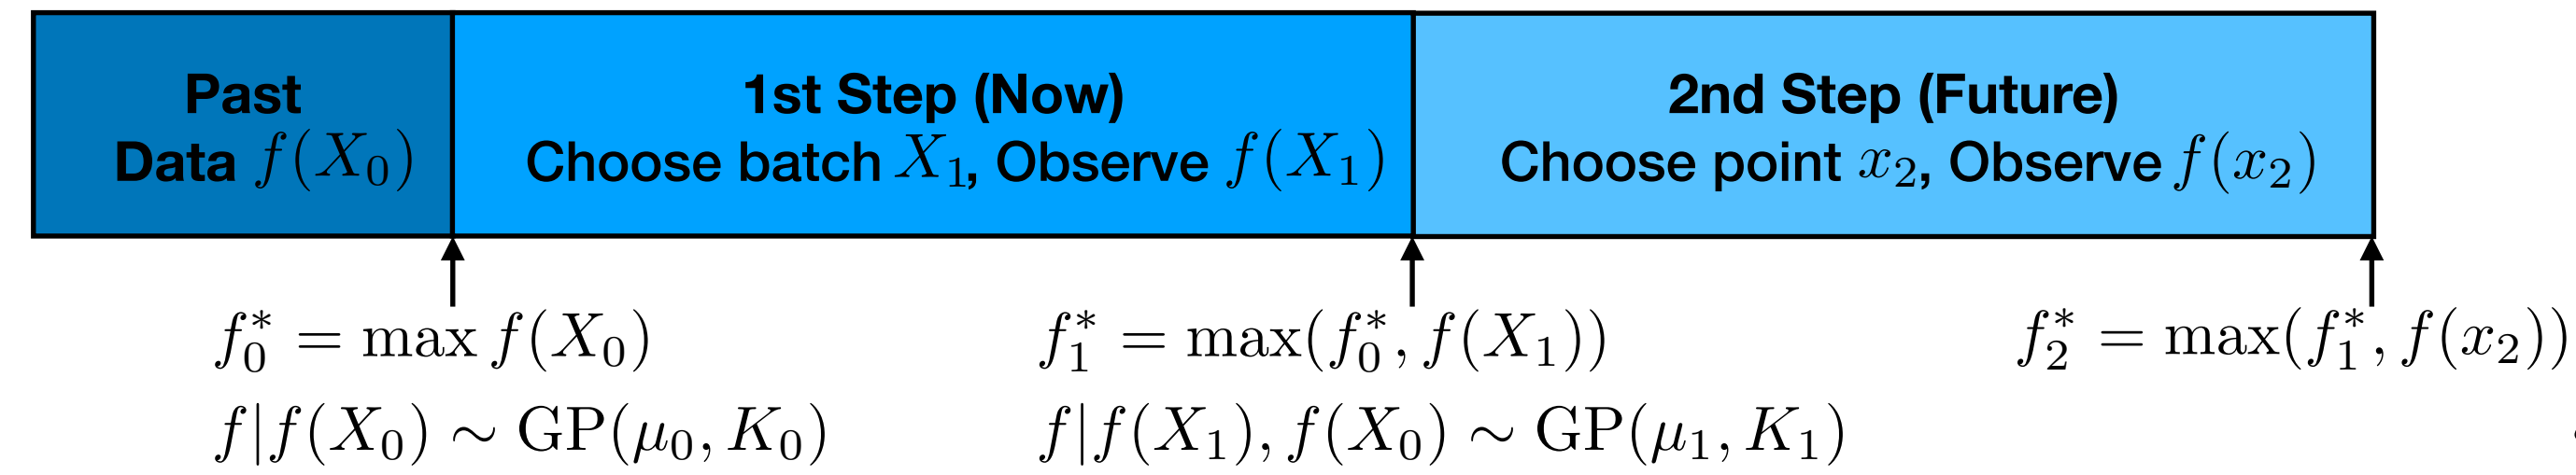 Past
Data f(X₀)
1st Step (Now)
Choose batch X₁, Observe f(X₁)
2nd Step (Future)
Choose point x₂, Observe f(x₂)
f₀* = max f(X₀)
f|f(X₀) ∼ GP(μ₀, K₀)
f₁* = max(f₀*, f(X₁))
f|f(X₁), f(X₀) ∼ GP(μ₁, K₁)
f₂* = max(f₁*, f(x₂))